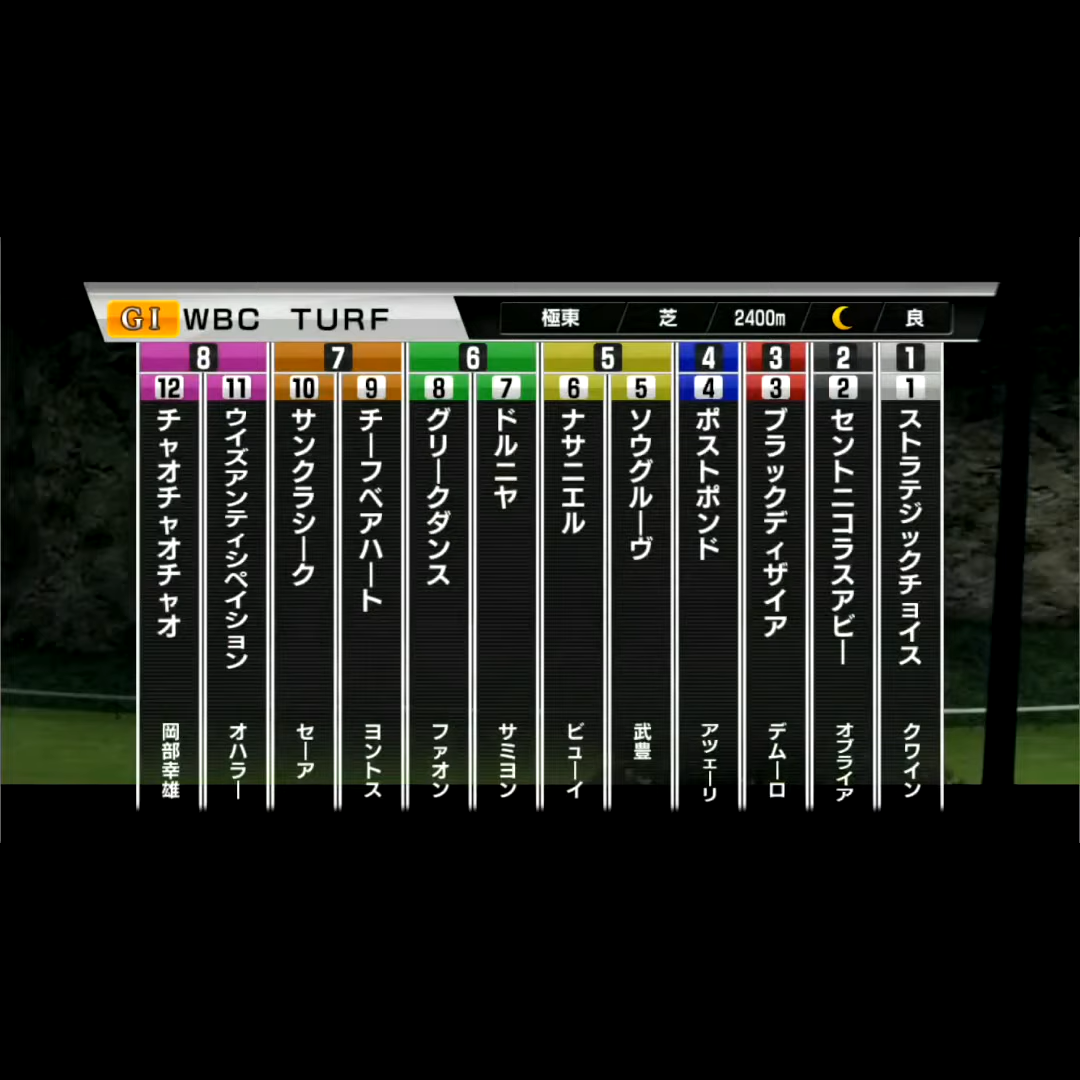 GI WBC TURF
極東 芝 2400m 良
1 1 ストラテジックチョイス クワイン
2 2 セントニコラスアビー オブライア
3 3 ブラックディザイア デムーロ
4 4 ポストポンド アツェーリ
5 5 ソウグルーヴ 武豊
6 ナサニエル ビューイ
6 7 ドルニヤ サミヨン
8 グリークダンス ファオン
7 9 チーフベアハート ヨントス
10 サンクラシーク セーア
8 11 ウイズアンティシペイション オハラー
12 チャオチャオチャオ 岡部幸雄